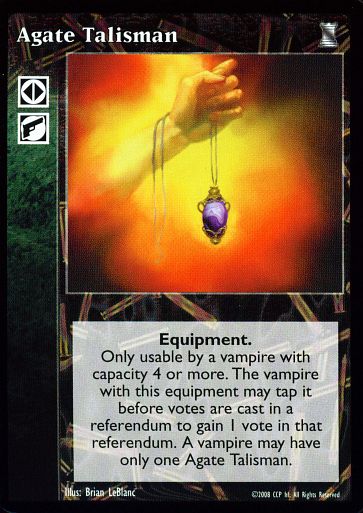 Agate Talisman
Equipment.
Only usable by a vampire with
capacity 4 or more. The vampire
with this equipment may tap it
before votes are cast in a
referendum to gain 1 vote in that
referendum. A vampire may have
only one Agate Talisman.
Illus: Brian LeBlanc ©2008 CCP hf. All Rights Reserved